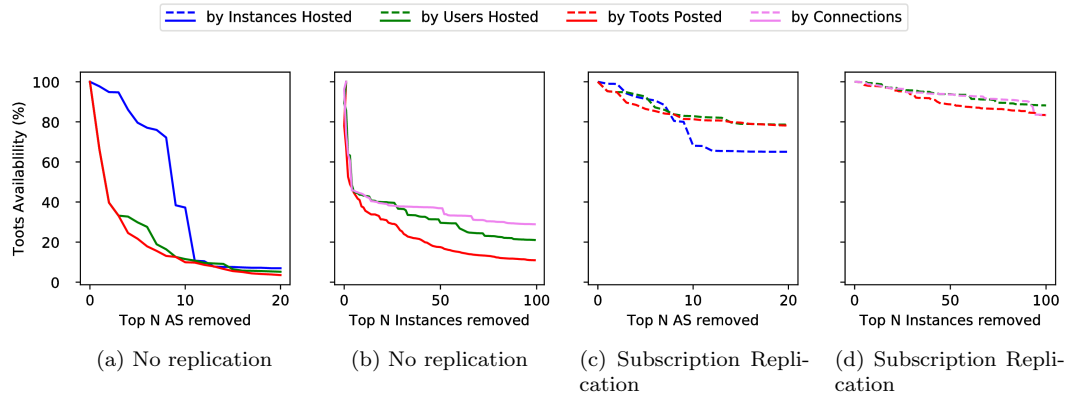 by Instances Hosted by Users Hosted by Toots Posted by Connections
Toots Availablility (%)
100
80
60
40
20
0
0 10 20
Top N AS removed
0 50 100
Top N Instances removed
0 10 20
Top N AS removed
0 50 100
Top N Instances removed
(a) No replication
(b) No replication
(c) Subscription Repli-
cation
(d) Subscription Repli-
cation